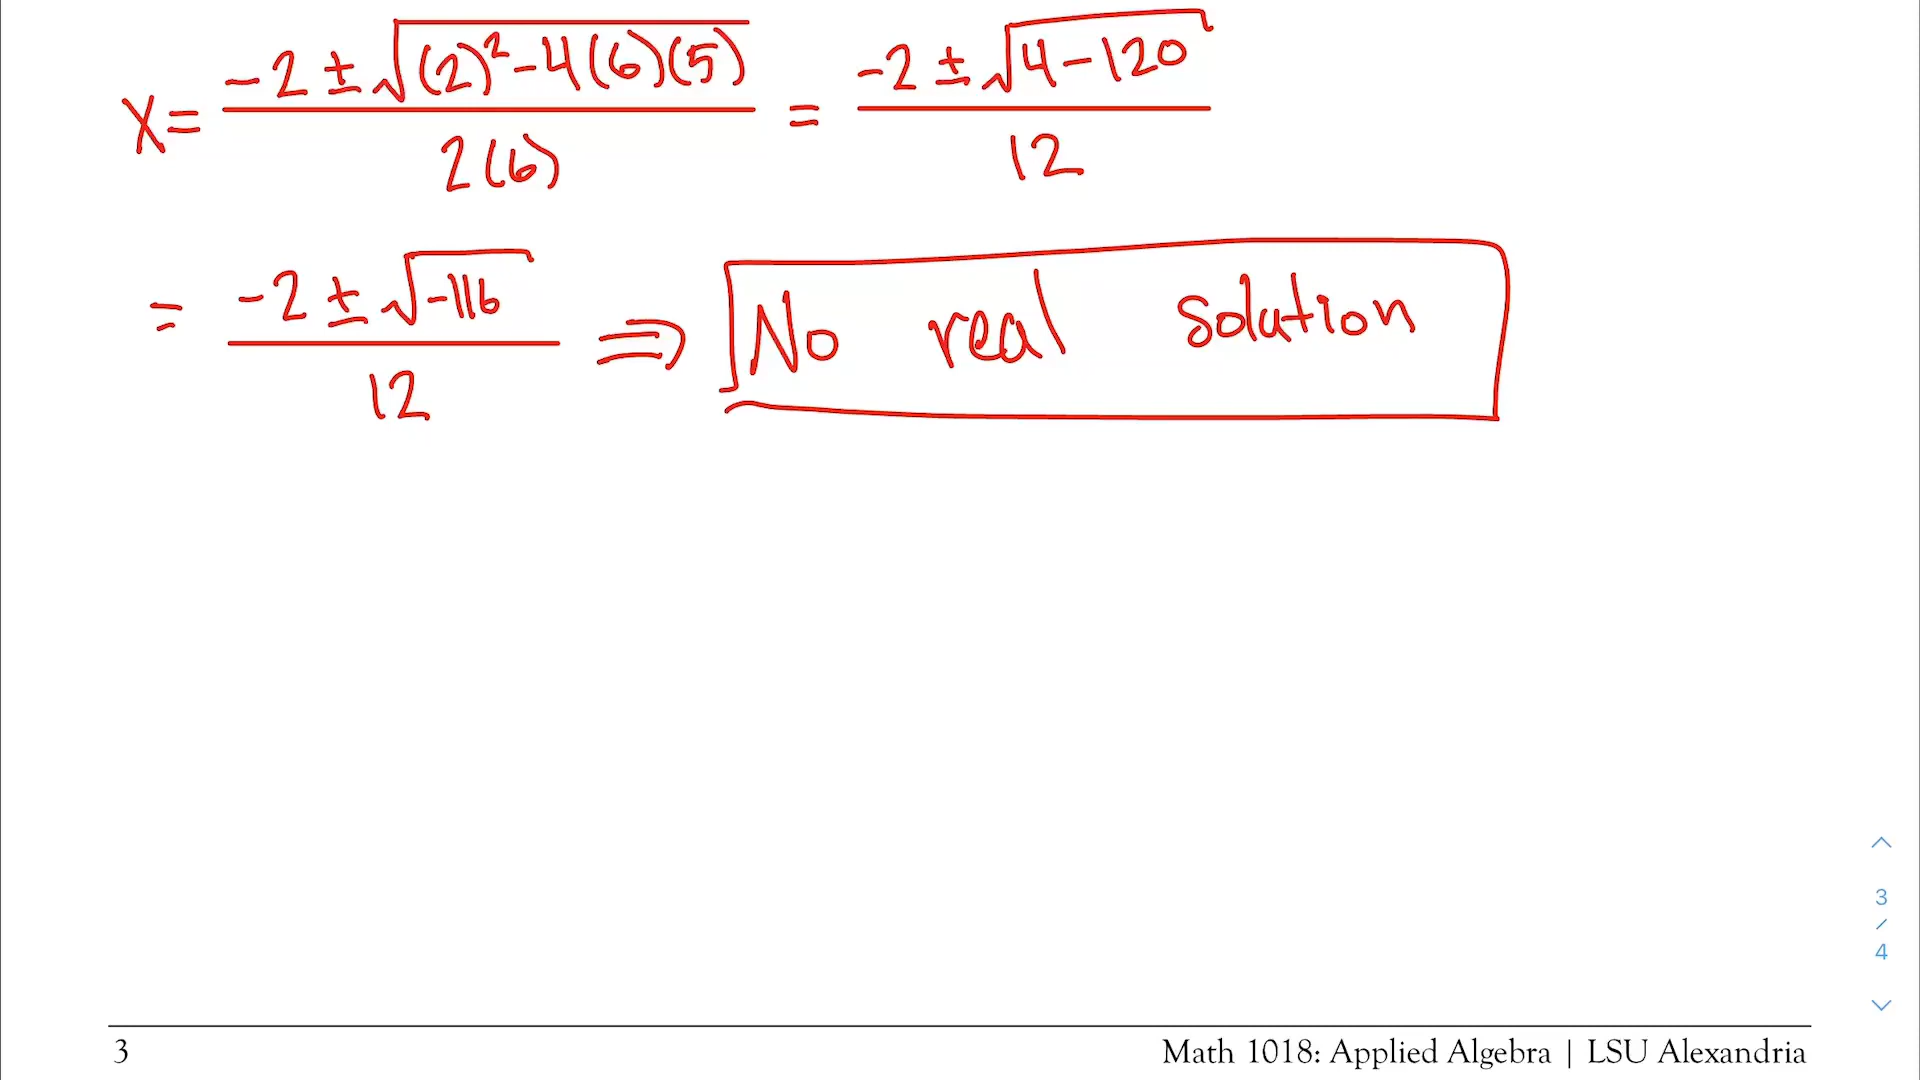 x = (-2 ± √((2)² - 4(6)(5))) / 2(6) = (-2 ± √(4 - 120)) / 12
= (-2 ± √(-116)) / 12 ⇒ No real solution
3
/
4
3 Math 1018: Applied Algebra | LSU Alexandria